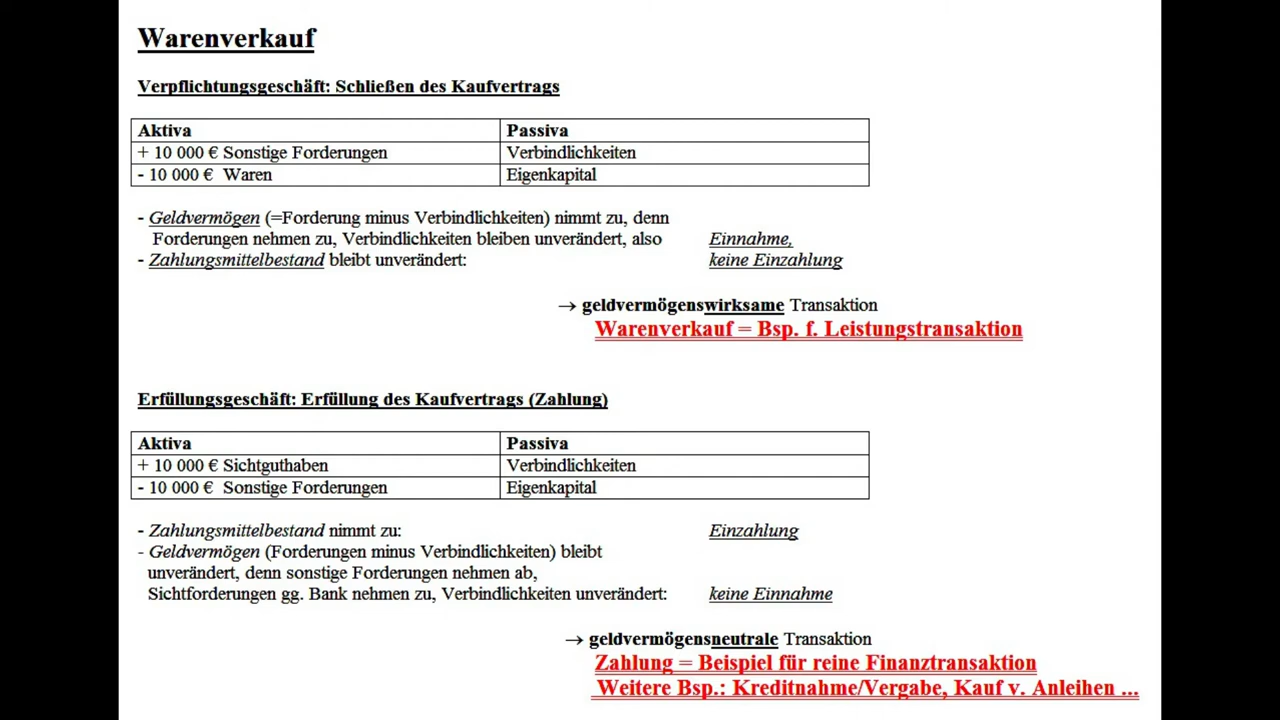 Warenverkauf
Verpflichtungsgeschäft: Schließen des Kaufvertrags
Aktiva Passiva
+ 10 000 € Sonstige Forderungen Verbindlichkeiten
- 10 000 € Waren Eigenkapital
- Geldvermögen (=Forderung minus Verbindlichkeiten) nimmt zu, denn
Forderungen nehmen zu, Verbindlichkeiten bleiben unverändert, also Einnahme,
- Zahlungsmittelbestand bleibt unverändert: keine Einzahlung
→ geldvermögenswirksame Transaktion
Warenverkauf = Bsp. f. Leistungstransaktion
Erfüllungsgeschäft: Erfüllung des Kaufvertrags (Zahlung)
Aktiva Passiva
+ 10 000 € Sichtguthaben Verbindlichkeiten
- 10 000 € Sonstige Forderungen Eigenkapital
- Zahlungsmittelbestand nimmt zu: Einzahlung
- Geldvermögen (Forderungen minus Verbindlichkeiten) bleibt
unverändert, denn sonstige Forderungen nehmen ab,
Sichtforderungen gg. Bank nehmen zu, Verbindlichkeiten unverändert: keine Einnahme
→ geldvermögensneutrale Transaktion
Zahlung = Beispiel für reine Finanztransaktion
Weitere Bsp.: Kreditnahme/Vergabe, Kauf v. Anleihen ...